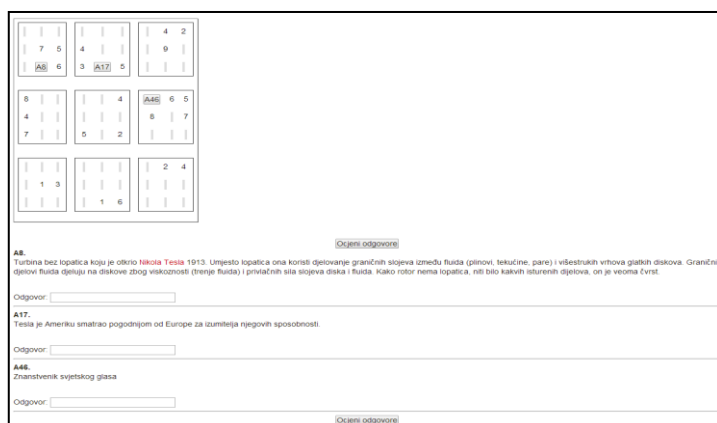 4 2
7 5 4 9
A8 6 3 A17 5
8 4 A46 6 5
4 8 7
7 5 2
2 4
1 3
1 6
Ocjeni odgovore
A8.
Turbina bez lopatica koju je otkrio Nikola Tesla 1913. Umjesto lopatica ona koristi djelovanje graničnih slojeva između fluida (plinovi, tekućine, pare) i višestrukih vrhova glatkih diskova. Granični
djelovi fluida djeluju na diskove zbog viskoznosti (trenje fluida) i privlačnih sila slojeva diska i fluida. Kako rotor nema lopatica, niti bilo kakvih isturenih dijelova, on je veoma čvrst.
Odgovor:
A17.
Tesla je Ameriku smatrao pogodnijom od Europe za izumitelja njegovih sposobnosti.
Odgovor:
A46.
Znanstvenik svjetskog glasa
Odgovor:
Ocjeni odgovore